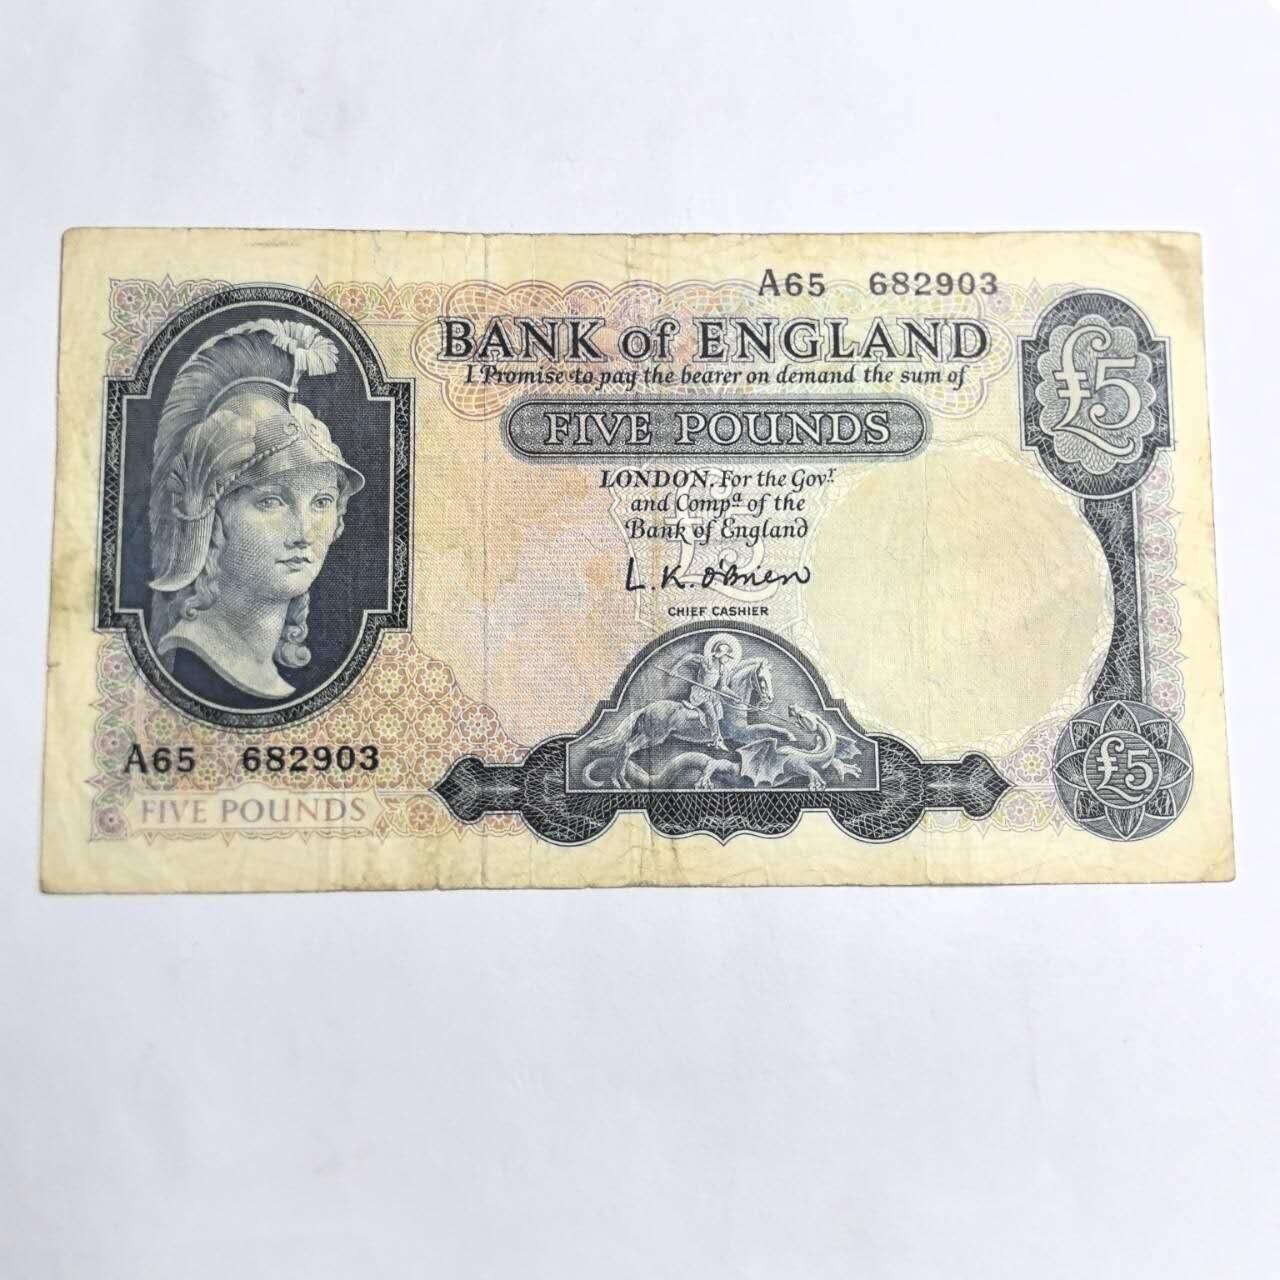 A65 682903
BANK of ENGLAND
I Promise to pay the bearer on demand the sum of
£5
FIVE POUNDS
LONDON. For the Govr.
and Compa of the
Bank of England
£5
L.K. O'Brien
CHIEF CASHIER
A65 682903
£5
FIVE POUNDS